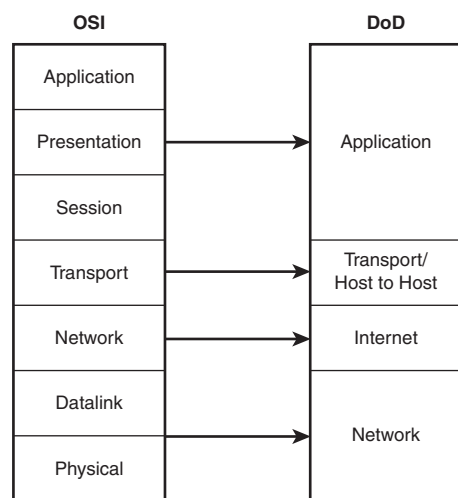 OSI
DoD
Application
Presentation
Session
Transport
Network
Datalink
Physical
Application
Transport/
Host to Host
Internet
Network